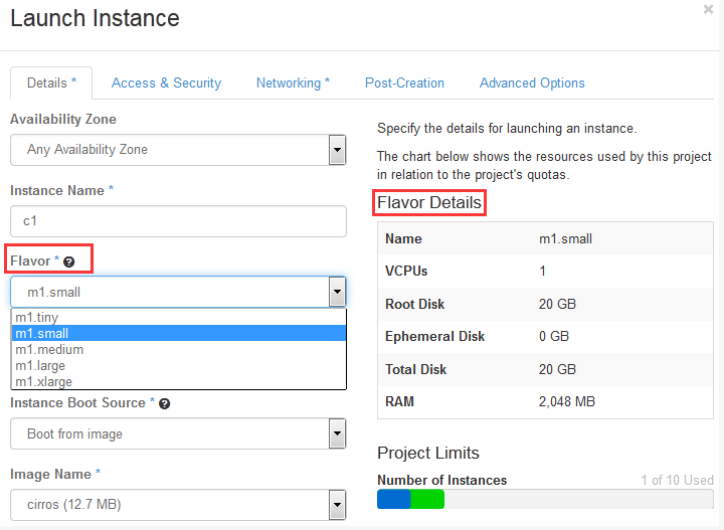 Launch Instance
×
Details *
Access & Security
Networking *
Post-Creation
Advanced Options
Availability Zone
Any Availability Zone
Instance Name *
c1
Flavor * ?
m1.small
m1.tiny
m1.small
m1.medium
m1.large
m1.xlarge
Instance Boot Source * ?
Boot from image
Image Name *
cirros (12.7 MB)
Specify the details for launching an instance.
The chart below shows the resources used by this project
in relation to the project's quotas.
Flavor Details
Name m1.small
VCPUs 1
Root Disk 20 GB
Ephemeral Disk 0 GB
Total Disk 20 GB
RAM 2,048 MB
Project Limits
Number of Instances 1 of 10 Used